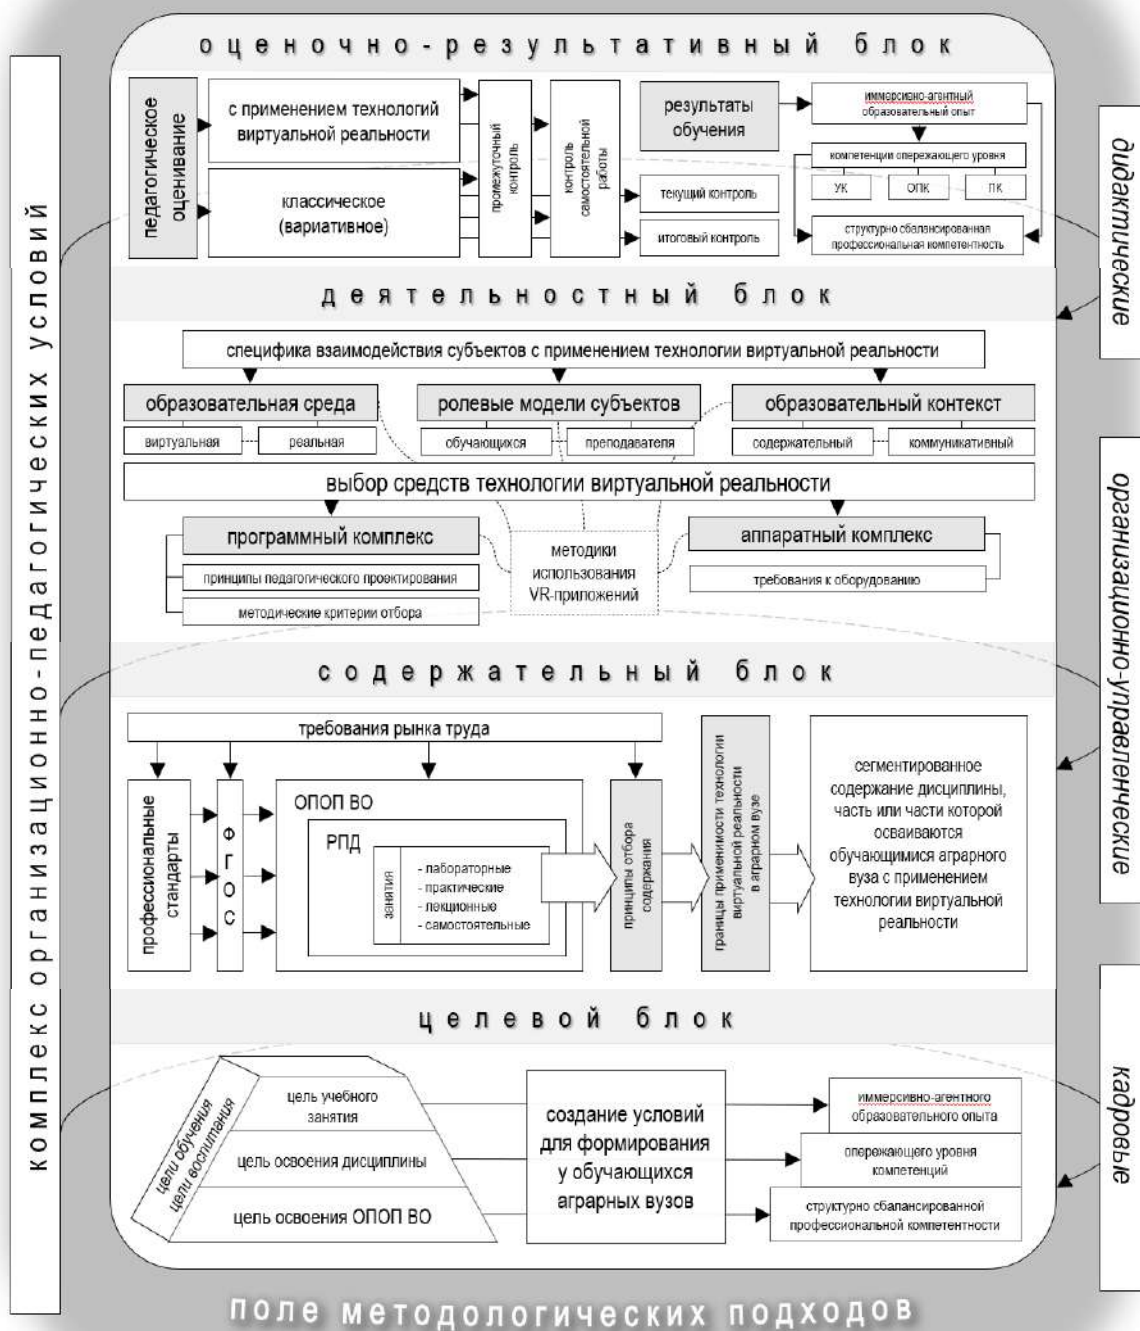 комплекс организационно-педагогических условий
оценочно-результативный блок
педагогическое
оценивание
с применением технологий
виртуальной реальности
классическое
(вариативное)
промежуточный
контроль
контроль
самостоятельной
работы
результаты
обучения
текущий контроль
итоговый контроль
иммерсивно-агентный
образовательный опыт
компетенции опережающего уровня
УК
ОПК
ПК
структурно сбалансированная
профессиональная компетентность
дидактические
деятельностный блок
специфика взаимодействия субъектов с применением технологии виртуальной реальности
образовательная среда
виртуальная
реальная
ролевые модели субъектов
обучающихся
преподавателя
образовательный контекст
содержательный
коммуникативный
выбор средств технологии виртуальной реальности
программный комплекс
принципы педагогического проектирования
методические критерии отбора
методики
использования
VR-приложений
аппаратный комплекс
требования к оборудованию
организационно-управленческие
содержательный блок
требования рынка труда
профессиональные
стандарты
ФГОС
ОПОП ВО
РПД
занятия
- лабораторные
- практические
- лекционные
- самостоятельные
принципы отбора
содержания
границы применимости технологии
виртуальной реальности
в аграрном вузе
сегментированное
содержание дисциплины,
часть или части которой
осваиваются
обучающимися аграрного
вуза с применением
технологии виртуальной
реальности
целевой блок
цели обучения
цели воспитания
цель учебного
занятия
цель освоения дисциплины
цель освоения ОПОП ВО
создание условий
для формирования
у обучающихся
аграрных вузов
иммерсивно-агентного
образовательного опыта
опережающего уровня
компетенций
структурно сбалансированной
профессиональной компетентности
кадровые
поле методологических подходов